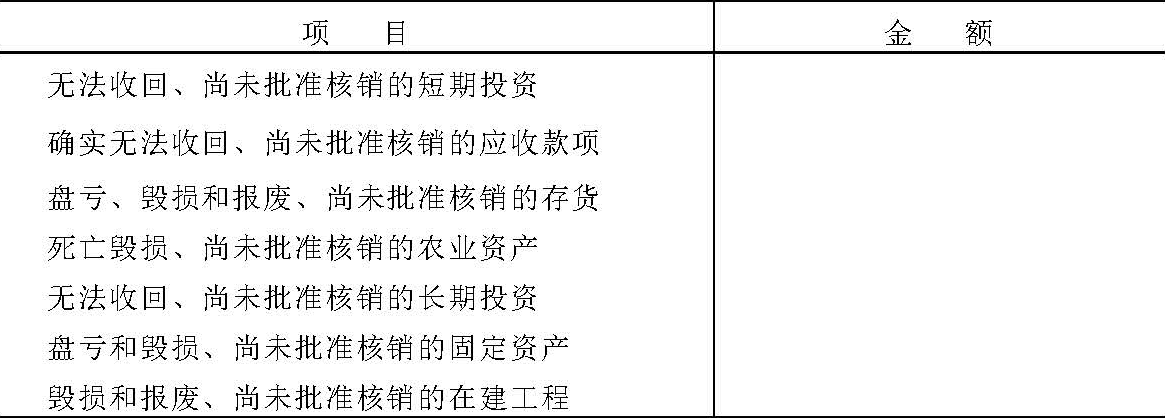 项 目 金 额
无法收回、尚未批准核销的短期投资
确实无法收回、尚未批准核销的应收款项
盘亏、毁损和报废、尚未批准核销的存货
死亡毁损、尚未批准核销的农业资产
无法收回、尚未批准核销的长期投资
盘亏和毁损、尚未批准核销的固定资产
毁损和报废、尚未批准核销的在建工程